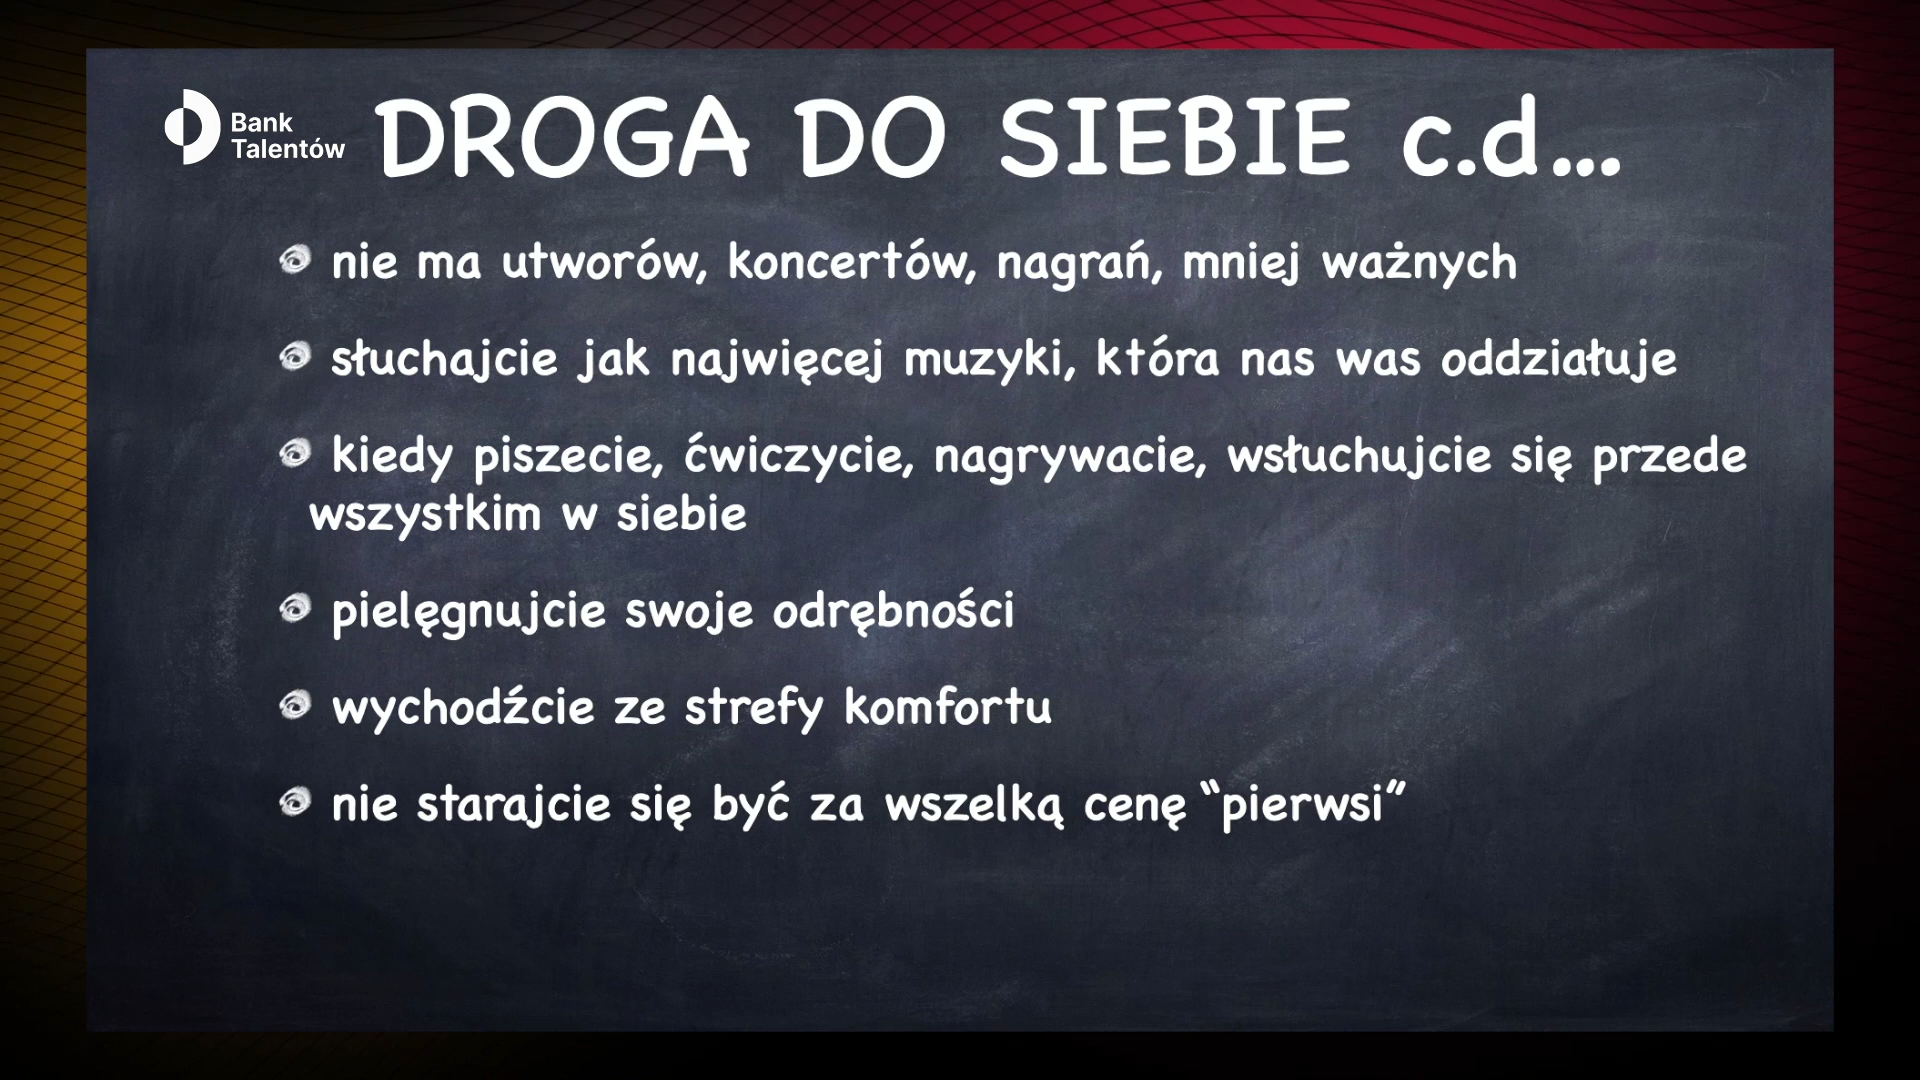 Bank
Talentów
DROGA DO SIEBIE c.d...
nie ma utworów, koncertów, nagrań, mniej ważnych
słuchajcie jak najwięcej muzyki, która nas was oddziałuje
kiedy piszecie, ćwiczycie, nagrywacie, wsłuchujcie się przede
wszystkim w siebie
pielęgnujcie swoje odrębności
wychodźcie ze strefy komfortu
nie starajcie się być za wszelką cenę “pierwsi”